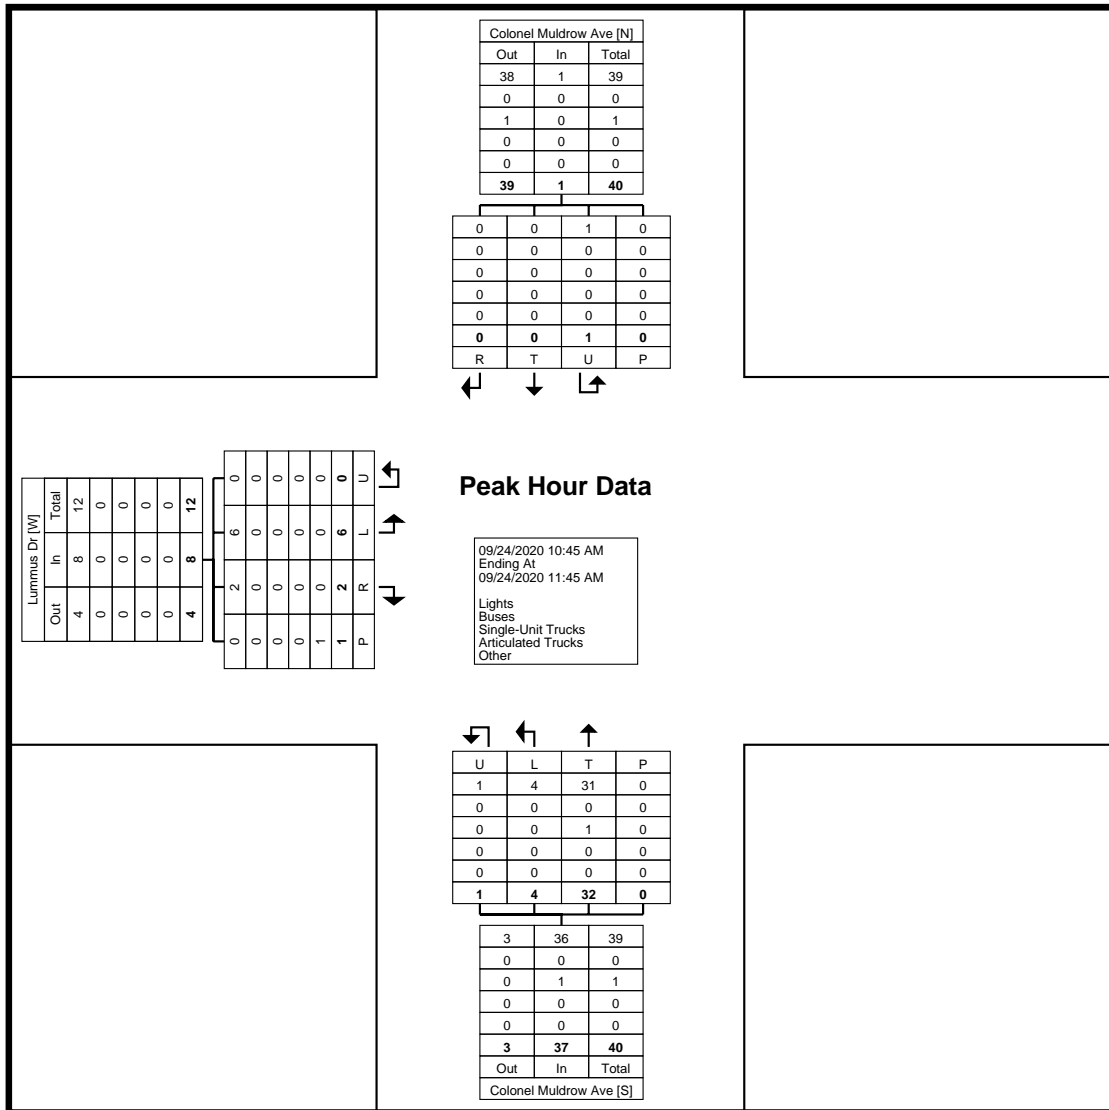 Colonel Muldrow Ave [N]
Out In Total
38 1 39
0 0 0
1 0 1
0 0 0
0 0 0
39 1 40
0 0 1 0
0 0 0 0
0 0 0 0
0 0 0 0
0 0 0 0
0 0 1 0
R T U P
Lummus Dr [W]
Out In Total
4 8 12
0 0 0
0 0 0
0 0 0
0 0 0
4 8 12
0 2 6 0
0 0 0 0
0 0 0 0
0 0 0 0
1 0 0 0
1 2 6 0
P R L U
Peak Hour Data
09/24/2020 10:45 AM
Ending At
09/24/2020 11:45 AM
Lights
Buses
Single-Unit Trucks
Articulated Trucks
Other
U L T P
1 4 31 0
0 0 0 0
0 0 1 0
0 0 0 0
0 0 0 0
1 4 32 0
3 36 39
0 0 0
0 1 1
0 0 0
0 0 0
3 37 40
Out In Total
Colonel Muldrow Ave [S]